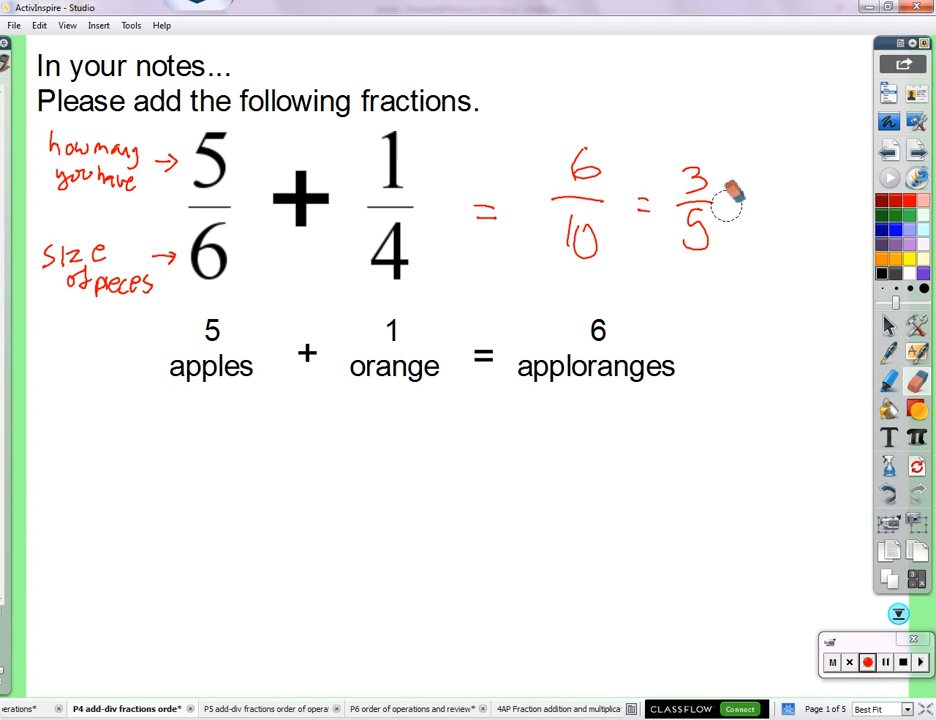 ActivInspire - Studio
File Edit View Insert Tools Help
In your notes...
Please add the following fractions.
how many
you have
5
6
+
1
4
=
6
10
=
3
5
size
of pieces
5 + 1 = 6
apples orange apploranges
M
erations* P4 add-div fractions orde* P5 add-div fractions order of opera P6 order of operations and review* 4AP Fraction addition and multiplica CLASSFLOW Connect Page 1 of 5 Best Fit